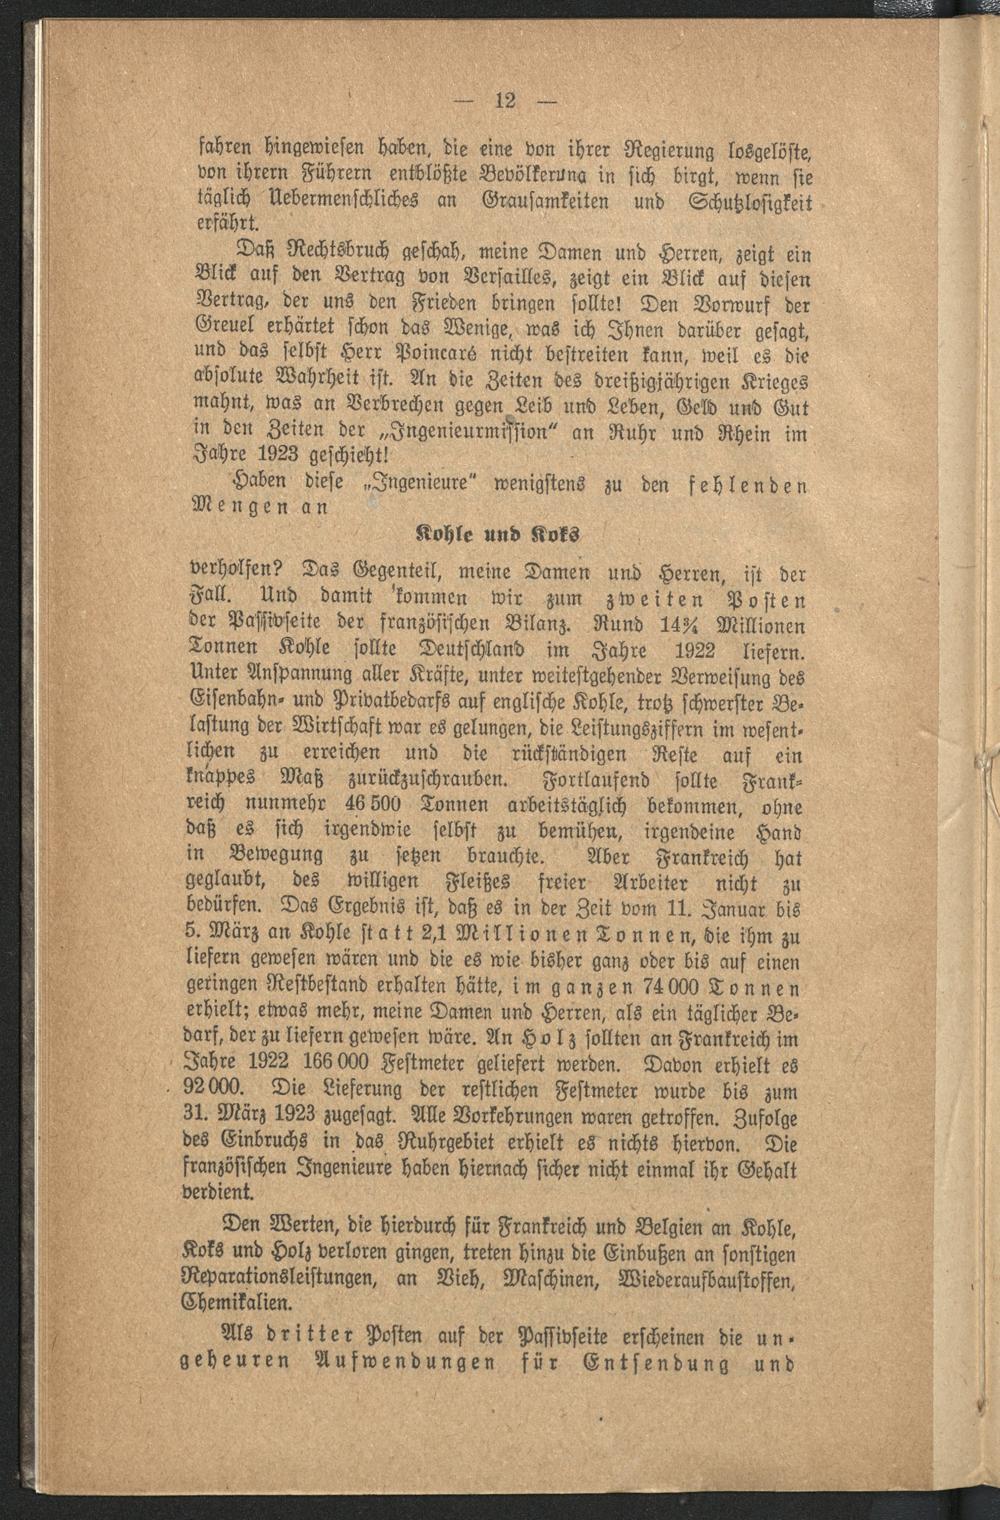 — 12 —
fahren hingewiesen haben, die eine von ihrer Regierung losgelöste,
von ihrern Führern entblößte Bevölkerung in sich birgt, wenn sie
täglich Uebermenschliches an Grausamkeiten und Schutzlosigkeit
erfährt.
Daß Rechtsbruch geschah, meine Damen und Herren, zeigt ein
Blick auf den Vertrag von Versailles, zeigt ein Blick auf diesen
Vertrag, der uns den Frieden bringen sollte! Den Vorwurf der
Greuel erhärtet schon das Wenige, was ich Ihnen darüber gesagt,
und das selbst Herr Poincaré nicht bestreiten kann, weil es die
absolute Wahrheit ist. An die Zeiten des dreißigjährigen Krieges
mahnt, was an Verbrechen gegen Leib und Leben, Geld und Gut
in den Zeiten der „Ingenieurmission" an Ruhr und Rhein im
Jahre 1923 geschieht!
Haben diese „Ingenieure" wenigstens zu den fehlenden
Mengen an
Kohle und Koks
verholfen? Das Gegenteil, meine Damen und Herren, ist der
Fall. Und damit kommen wir zum zweiten Posten
der Passivseite der französischen Bilanz. Rund 14¾ Millionen
Tonnen Kohle sollte Deutschland im Jahre 1922 liefern.
Unter Anspannung aller Kräfte, unter weitestgehender Verweisung des
Eisenbahn- und Privatbedarfs auf englische Kohle, trotz schwerster Be-
lastung der Wirtschaft war es gelungen, die Leistungsziffern im wesent-
lichen zu erreichen und die rückständigen Reste auf ein
knappes Maß zurückzuschrauben. Fortlaufend sollte Frank-
reich nunmehr 46 500 Tonnen arbeitstäglich bekommen, ohne
daß es sich irgendwie selbst zu bemühen, irgendeine Hand
in Bewegung zu setzen brauchte. Aber Frankreich hat
geglaubt, des willigen Fleißes freier Arbeiter nicht zu
bedürfen. Das Ergebnis ist, daß es in der Zeit vom 11. Januar bis
5. März an Kohle statt 2,1 Millionen Tonnen, die ihm zu
liefern gewesen wären und die es wie bisher ganz oder bis auf einen
geringen Restbestand erhalten hätte, im ganzen 74 000 Tonnen
erhielt; etwas mehr, meine Damen und Herren, als ein täglicher Be-
darf, der zu liefern gewesen wäre. An Holz sollten an Frankreich im
Jahre 1922 166 000 Festmeter geliefert werden. Davon erhielt es
92 000. Die Lieferung der restlichen Festmeter wurde bis zum
31. März 1923 zugesagt. Alle Vorkehrungen waren getroffen. Zufolge
des Einbruchs in das Ruhrgebiet erhielt es nichts hiervon. Die
französischen Ingenieure haben hiernach sicher nicht einmal ihr Gehalt
verdient.
Den Werten, die hierdurch für Frankreich und Belgien an Kohle,
Koks und Holz verloren gingen, treten hinzu die Einbußen an sonstigen
Reparationsleistungen, an Vieh, Maschinen, Wiederaufbaustoffen,
Chemikalien.
Als dritter Posten auf der Passivseite erscheinen die un-
geheuren Aufwendungen für Entsendung und